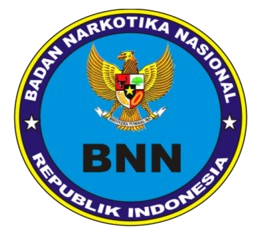 BADAN NARKOTIKA NASIONAL
BNN
REPUBLIK INDONESIA